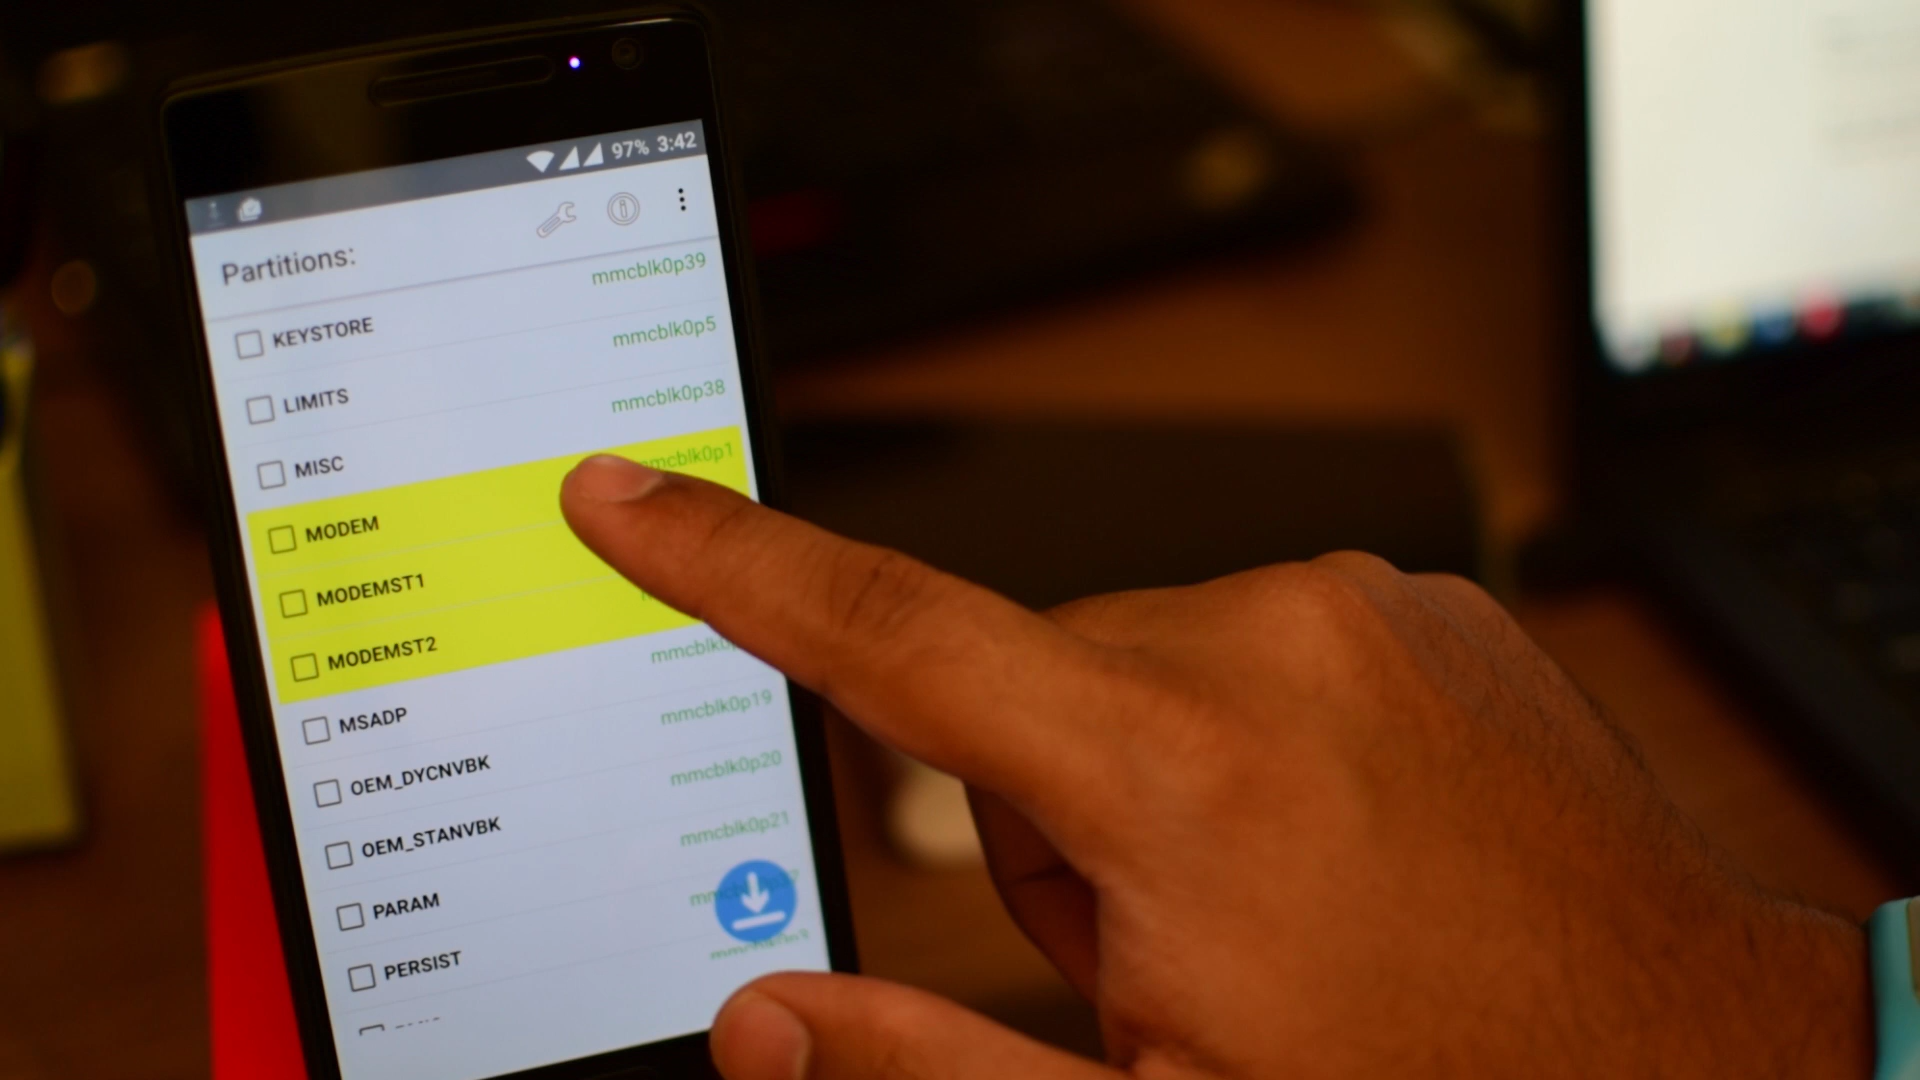 97% 3:42
Partitions:
mmcblk0p39
KEYSTORE
mmcblk0p5
LIMITS
mmcblk0p38
MISC
mmcblk0p1
MODEM
MODEMST1
MODEMST2
MSADP
mmcblk0p19
OEM_DYCNVBK
mmcblk0p20
OEM_STANVBK
mmcblk0p21
PARAM
PERSIST